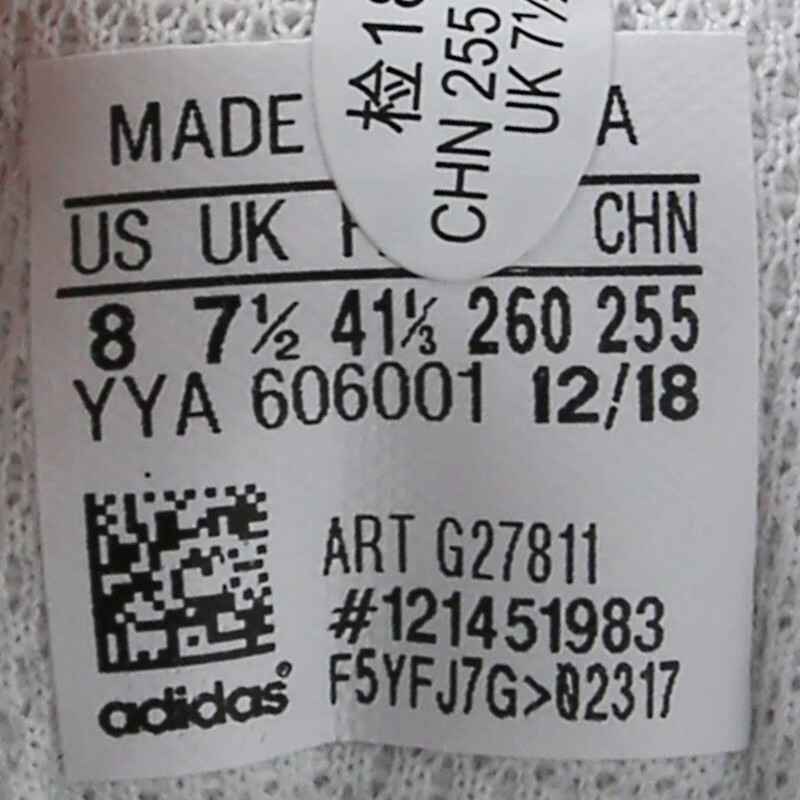 检 18
CHN 255
UK 7½
MADE
US UK CHN
8 7½ 41⅓ 260 255
YYA 606001 12/18
ART G27811
#121451983
F5YFJ7G>02317
adidas®